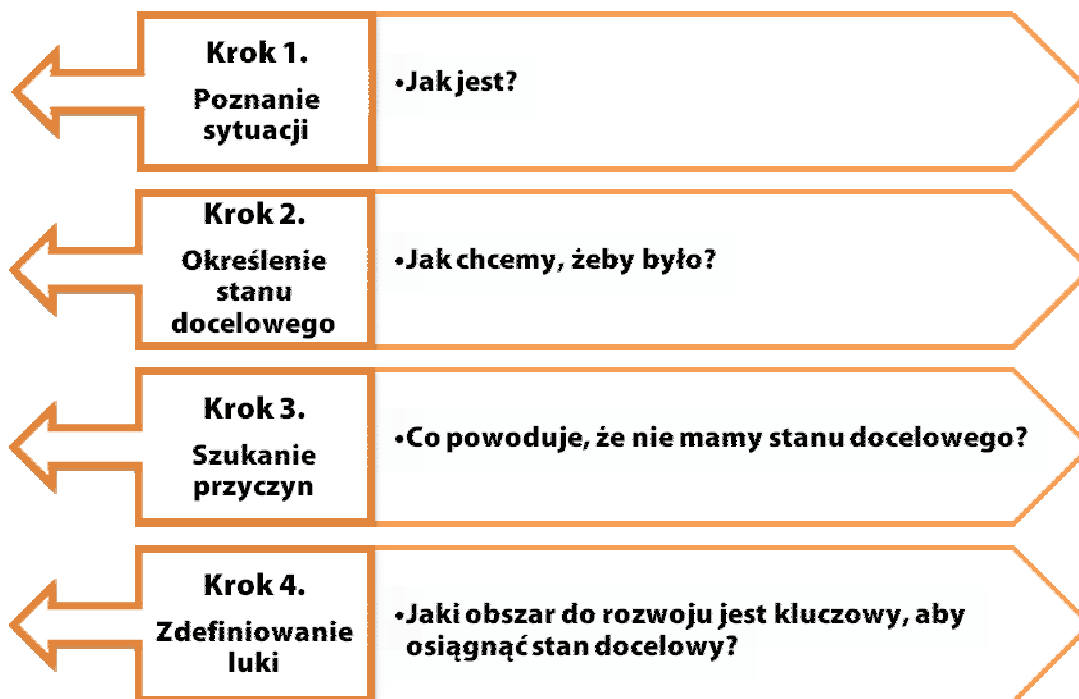 Krok 1.
Poznanie
sytuacji
•Jak jest?
Krok 2.
Określenie
stanu
docelowego
•Jak chcemy, żeby było?
Krok 3.
Szukanie
przyczyn
•Co powoduje, że nie mamy stanu docelowego?
Krok 4.
Zdefiniowanie
luki
•Jaki obszar do rozwoju jest kluczowy, aby
osiągnąć stan docelowy?